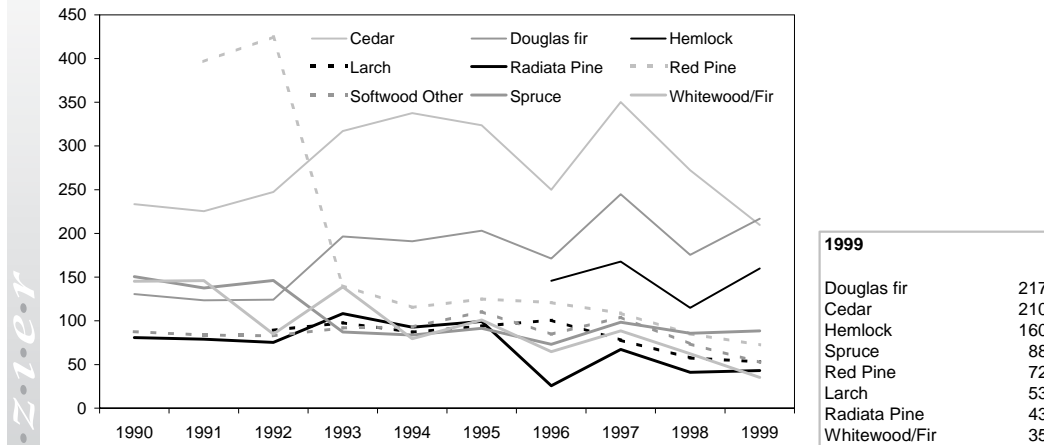 450
400
350
300
250
200
150
100
50
0
Cedar Douglas fir Hemlock
Larch Radiata Pine Red Pine
Softwood Other Spruce Whitewood/Fir
1990 1991 1992 1993 1994 1995 1996 1997 1998 1999
z•i•e•r
1999
Douglas fir 217
Cedar 210
Hemlock 160
Spruce 88
Red Pine 72
Larch 53
Radiata Pine 43
Whitewood/Fir 35